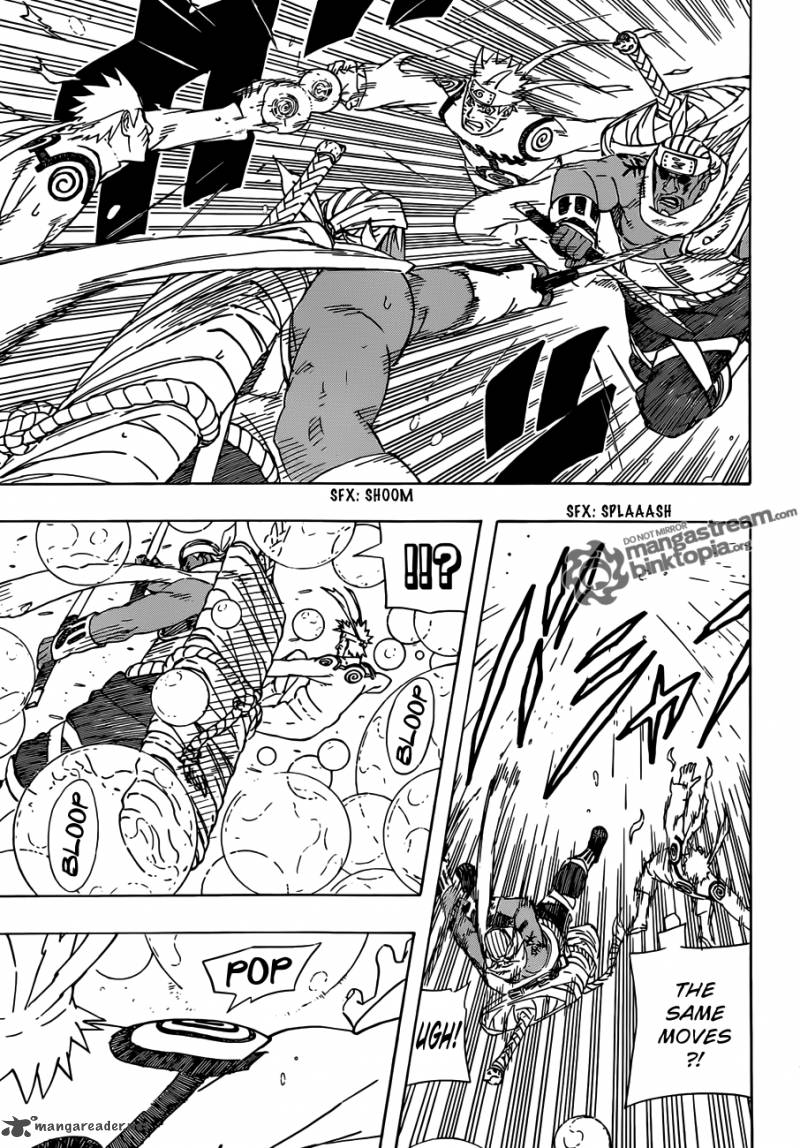 SFX: SHOOM
SFX: SPLAAASH
DO NOT MIRROR
mangastream.com
binktopia.org
THE
SAME
MOVES
?!
UGH!
!!?
BLOOP
BLOOP
POP
mangareader.net